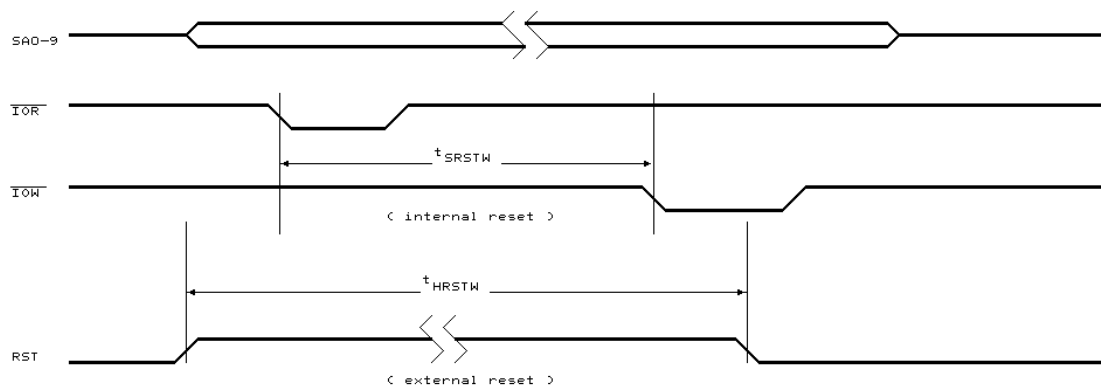 SA0-9
IOR
tSRSTW
IOW
( internal reset )
tHRSTW
RST
( external reset )